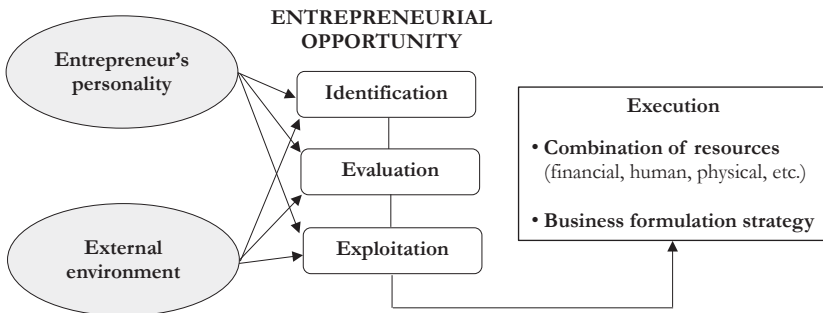 ENTREPRENEURIAL
OPPORTUNITY
Entrepreneur's
personality
External
environment
Identification
Evaluation
Exploitation
Execution
• Combination of resources
(financial, human, physical, etc.)
• Business formulation strategy